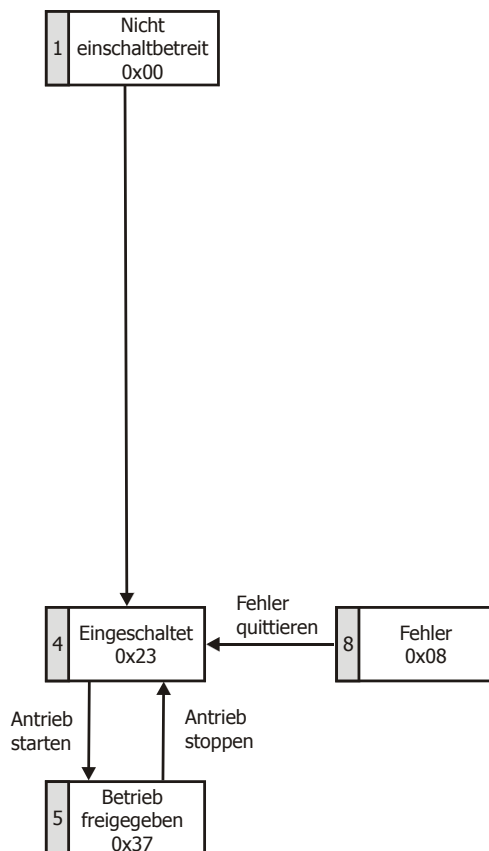 1
Nicht
einschaltbetreit
0x00
Fehler
quittieren
4
Eingeschaltet
0x23
8
Fehler
0x08
Antrieb
starten
Antrieb
stoppen
5
Betrieb
freigegeben
0x37